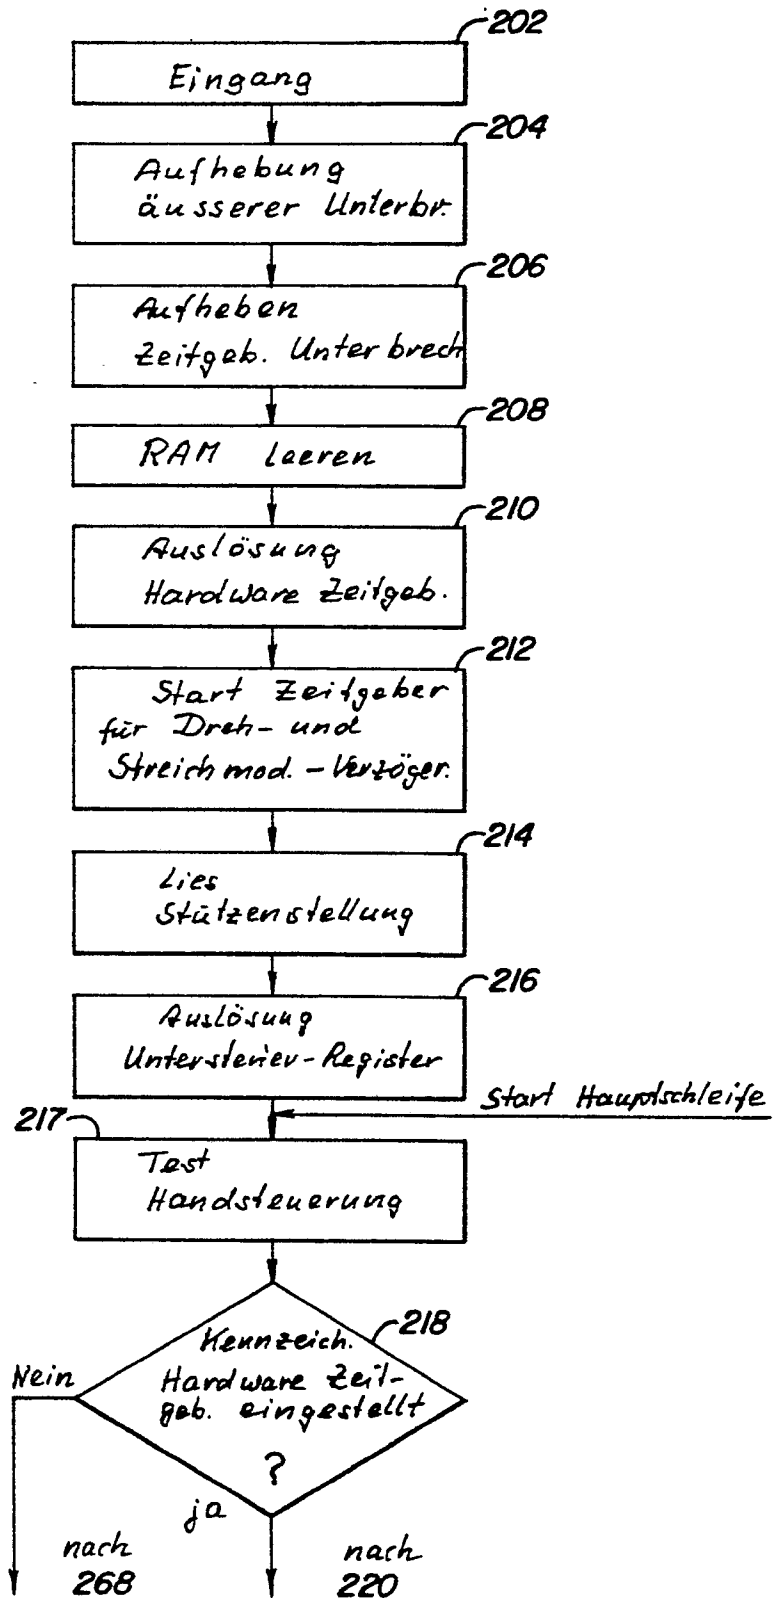 202
Eingang
204
Aufhebung
äusserer Unterbr.
206
Aufheben
Zeitgeb. Unterbrech
208
RAM laeren
210
Auslösung
Hardware Zeitgeb.
212
Start Zeitgeber
für Dreh- und
Streichmod.-Verzöger.
214
Lies
Stützenstellung
216
Auslösung
Untersteuer-Register
Start Hauptschleife
217
Test
Handsteuerung
218
Kennzeich.
Hardware Zeit-
geb. eingestellt
?
Nein
ja
nach
268
nach
220